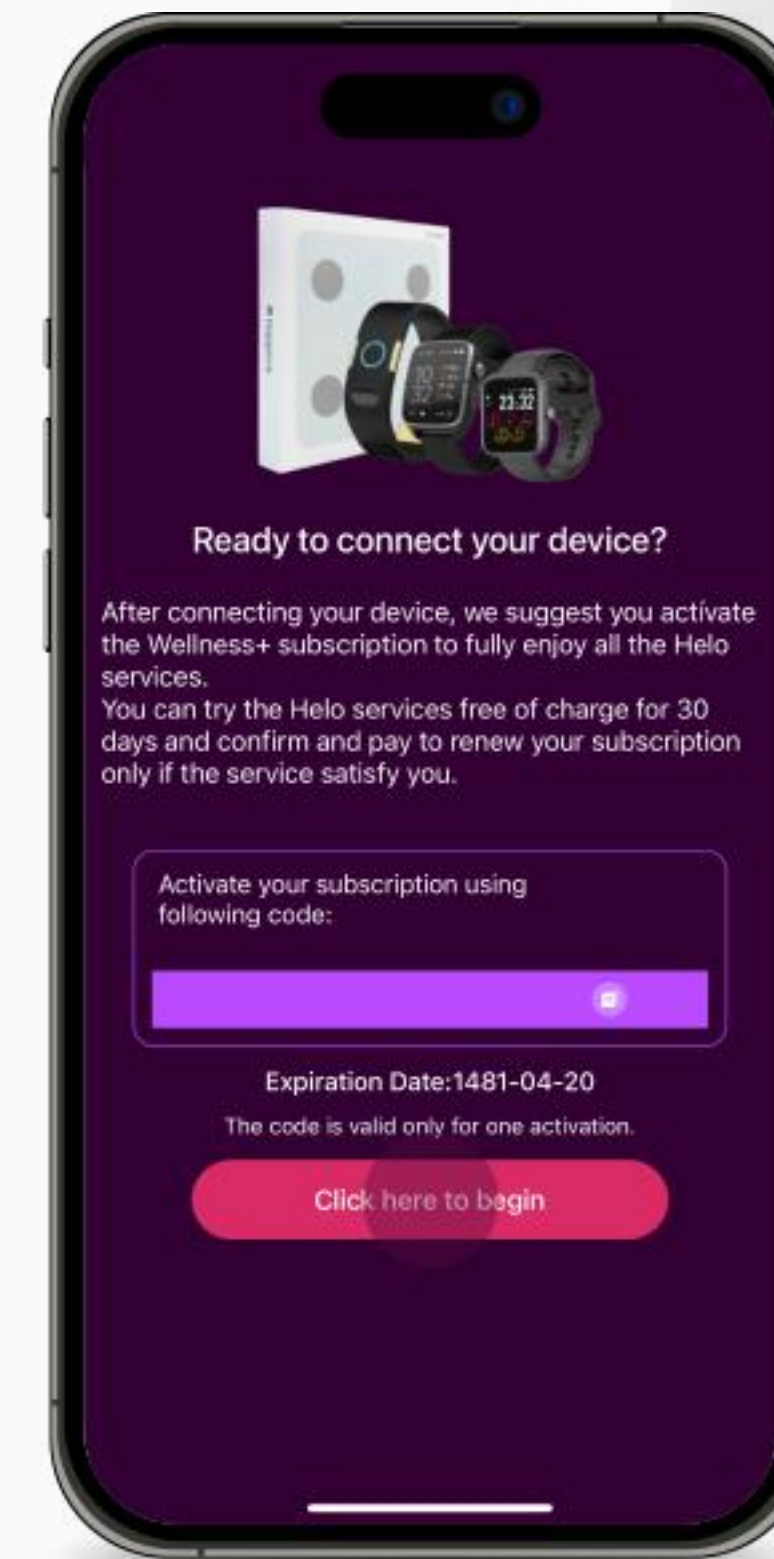 23:32
Ready to connect your device?
After connecting your device, we suggest you activate
the Wellness+ subscription to fully enjoy all the Helo
services.
You can try the Helo services free of charge for 30
days and confirm and pay to renew your subscription
only if the service satisfy you.
Activate your subscription using
following code:
Expiration Date:1481-04-20
The code is valid only for one activation.
Click here to begin